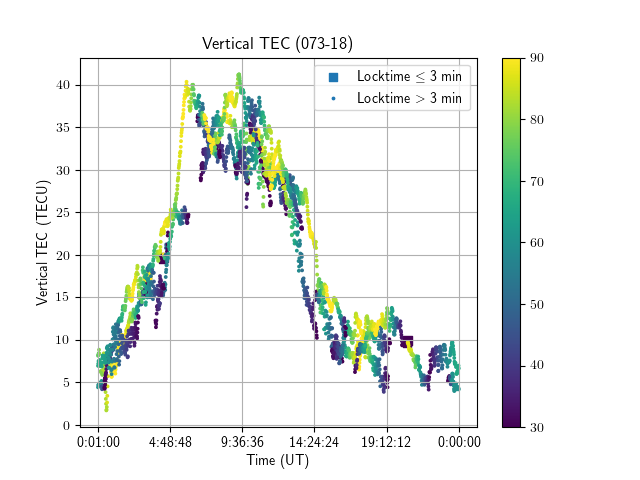 Vertical TEC (073-18)
Locktime ≤ 3 min
Locktime > 3 min
Vertical TEC (TECU)
40
35
30
25
20
15
10
5
0
0:01:00 4:48:48 9:36:36 14:24:24 19:12:12 0:00:00
Time (UT)
90
80
70
60
50
40
30